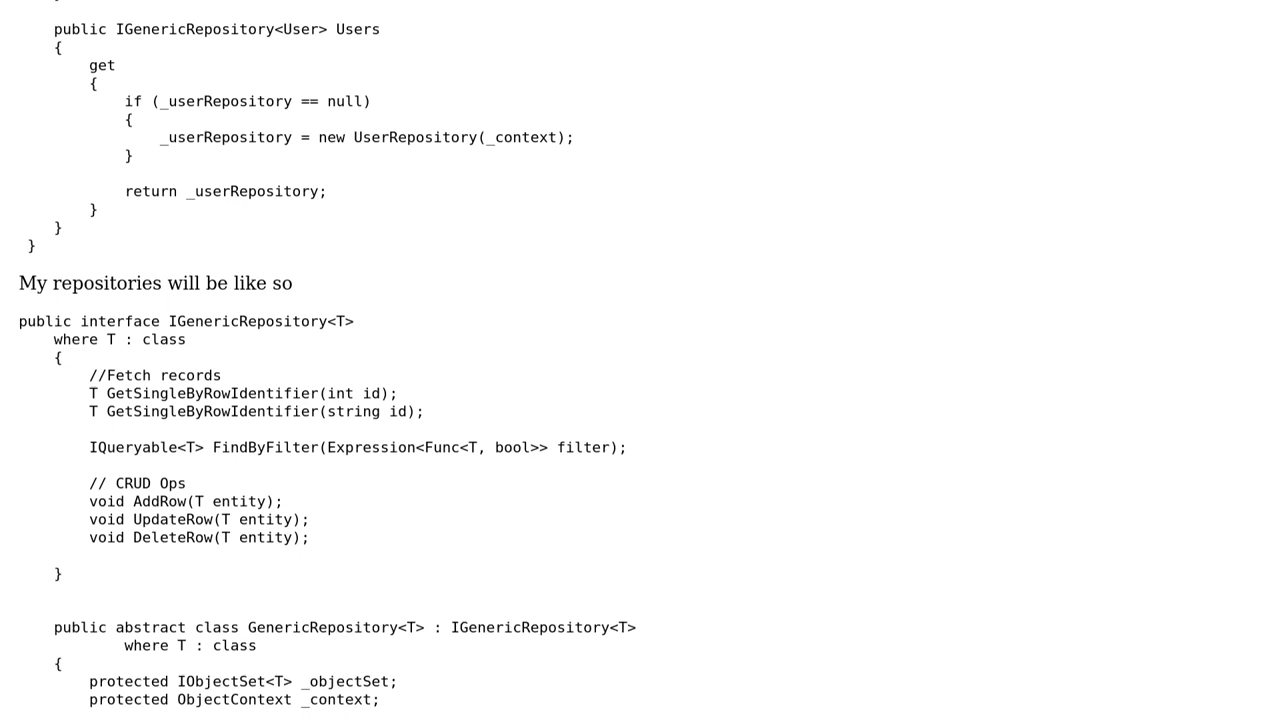 public IGenericRepository<User> Users
{
get
{
if (_userRepository == null)
{
_userRepository = new UserRepository(_context);
}
return _userRepository;
}
}
}
My repositories will be like so
public interface IGenericRepository<T>
where T : class
{
//Fetch records
T GetSingleByRowIdentifier(int id);
T GetSingleByRowIdentifier(string id);
IQueryable<T> FindByFilter(Expression<Func<T, bool>> filter);
// CRUD Ops
void AddRow(T entity);
void UpdateRow(T entity);
void DeleteRow(T entity);
}
public abstract class GenericRepository<T> : IGenericRepository<T>
where T : class
{
protected IObjectSet<T> _objectSet;
protected ObjectContext _context;